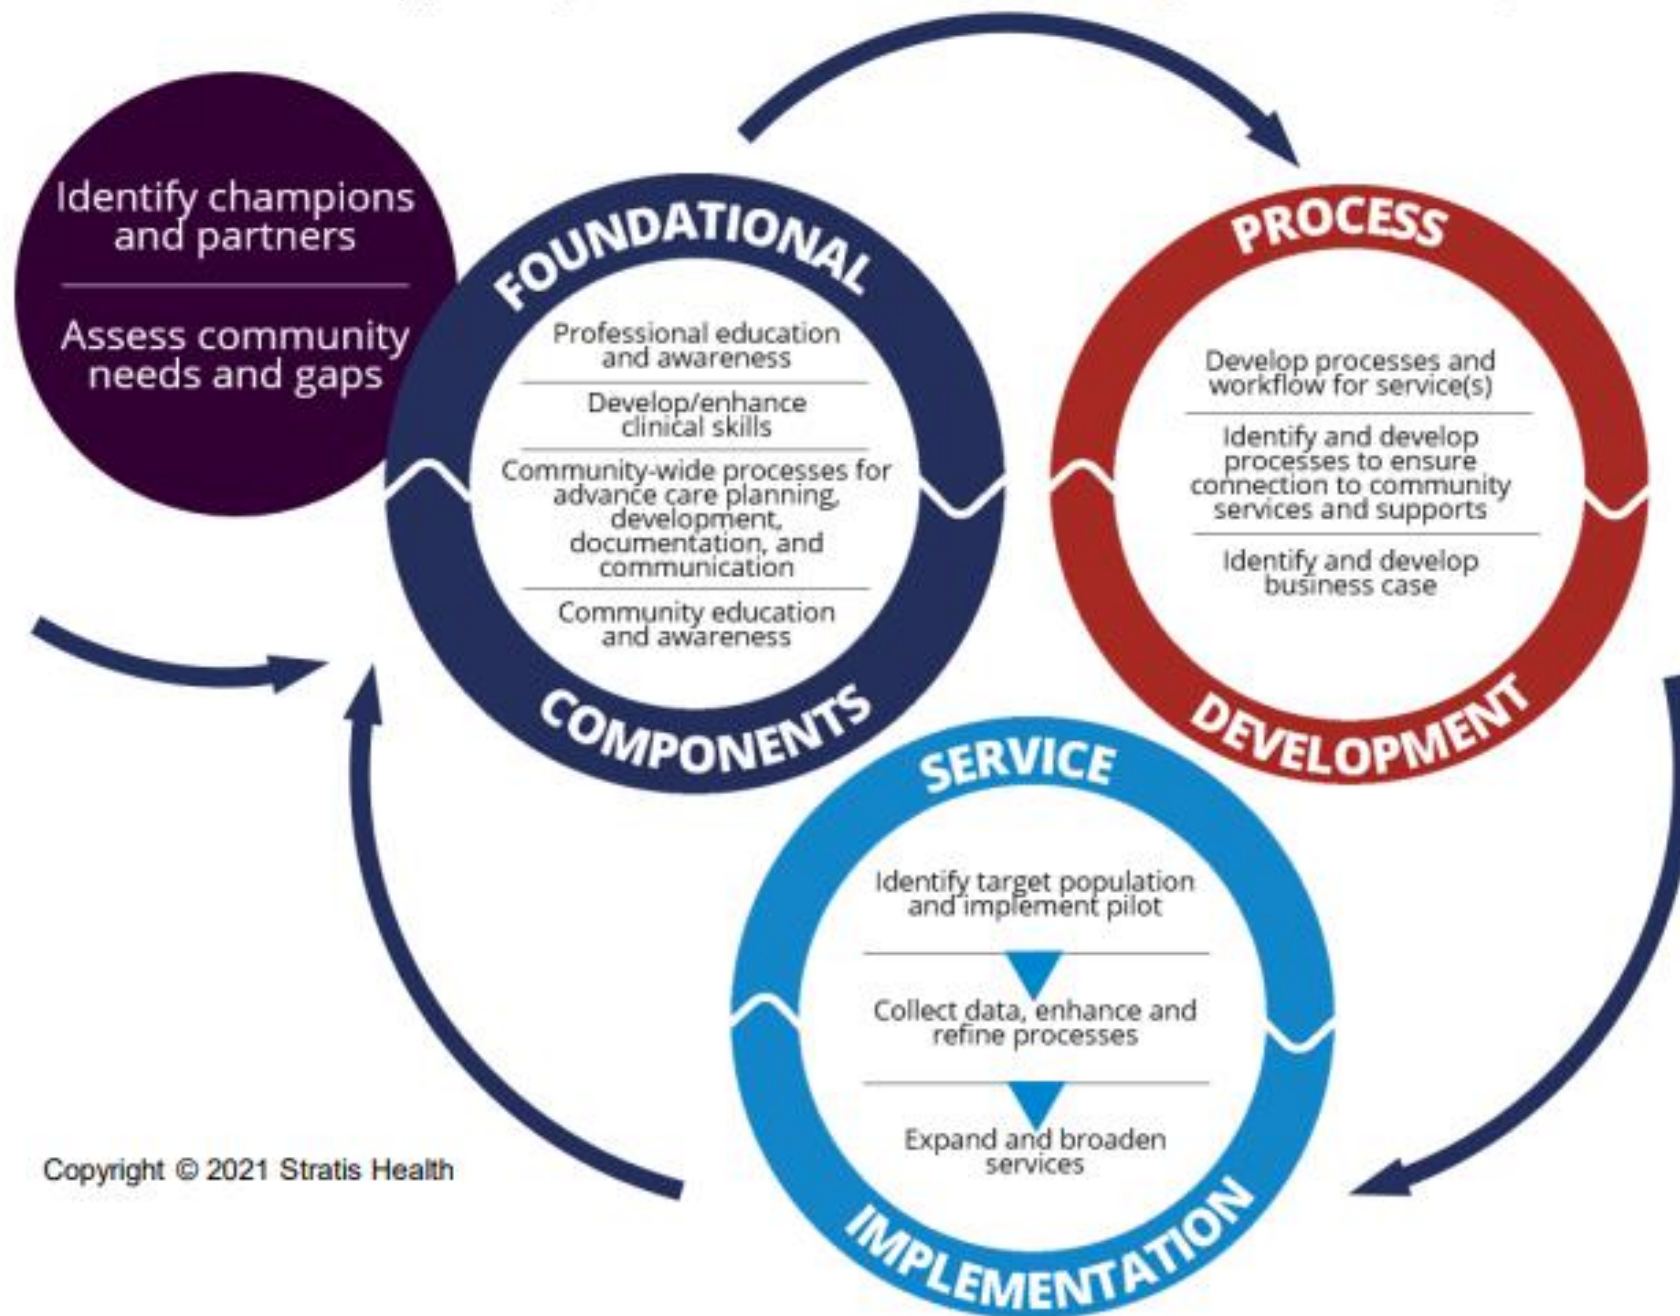 Identify champions
and partners
Assess community
needs and gaps
FOUNDATIONAL
Professional education
and awareness
Develop/enhance
clinical skills
Community-wide processes for
advance care planning,
development,
documentation, and
communication
Community education
and awareness
COMPONENTS
PROCESS
Develop processes and
workflow for service(s)
Identify and develop
processes to ensure
connection to community
services and supports
Identify and develop
business case
DEVELOPMENT
SERVICE
Identify target population
and implement pilot
Collect data, enhance and
refine processes
Expand and broaden
services
IMPLEMENTATION
Copyright © 2021 Stratis Health